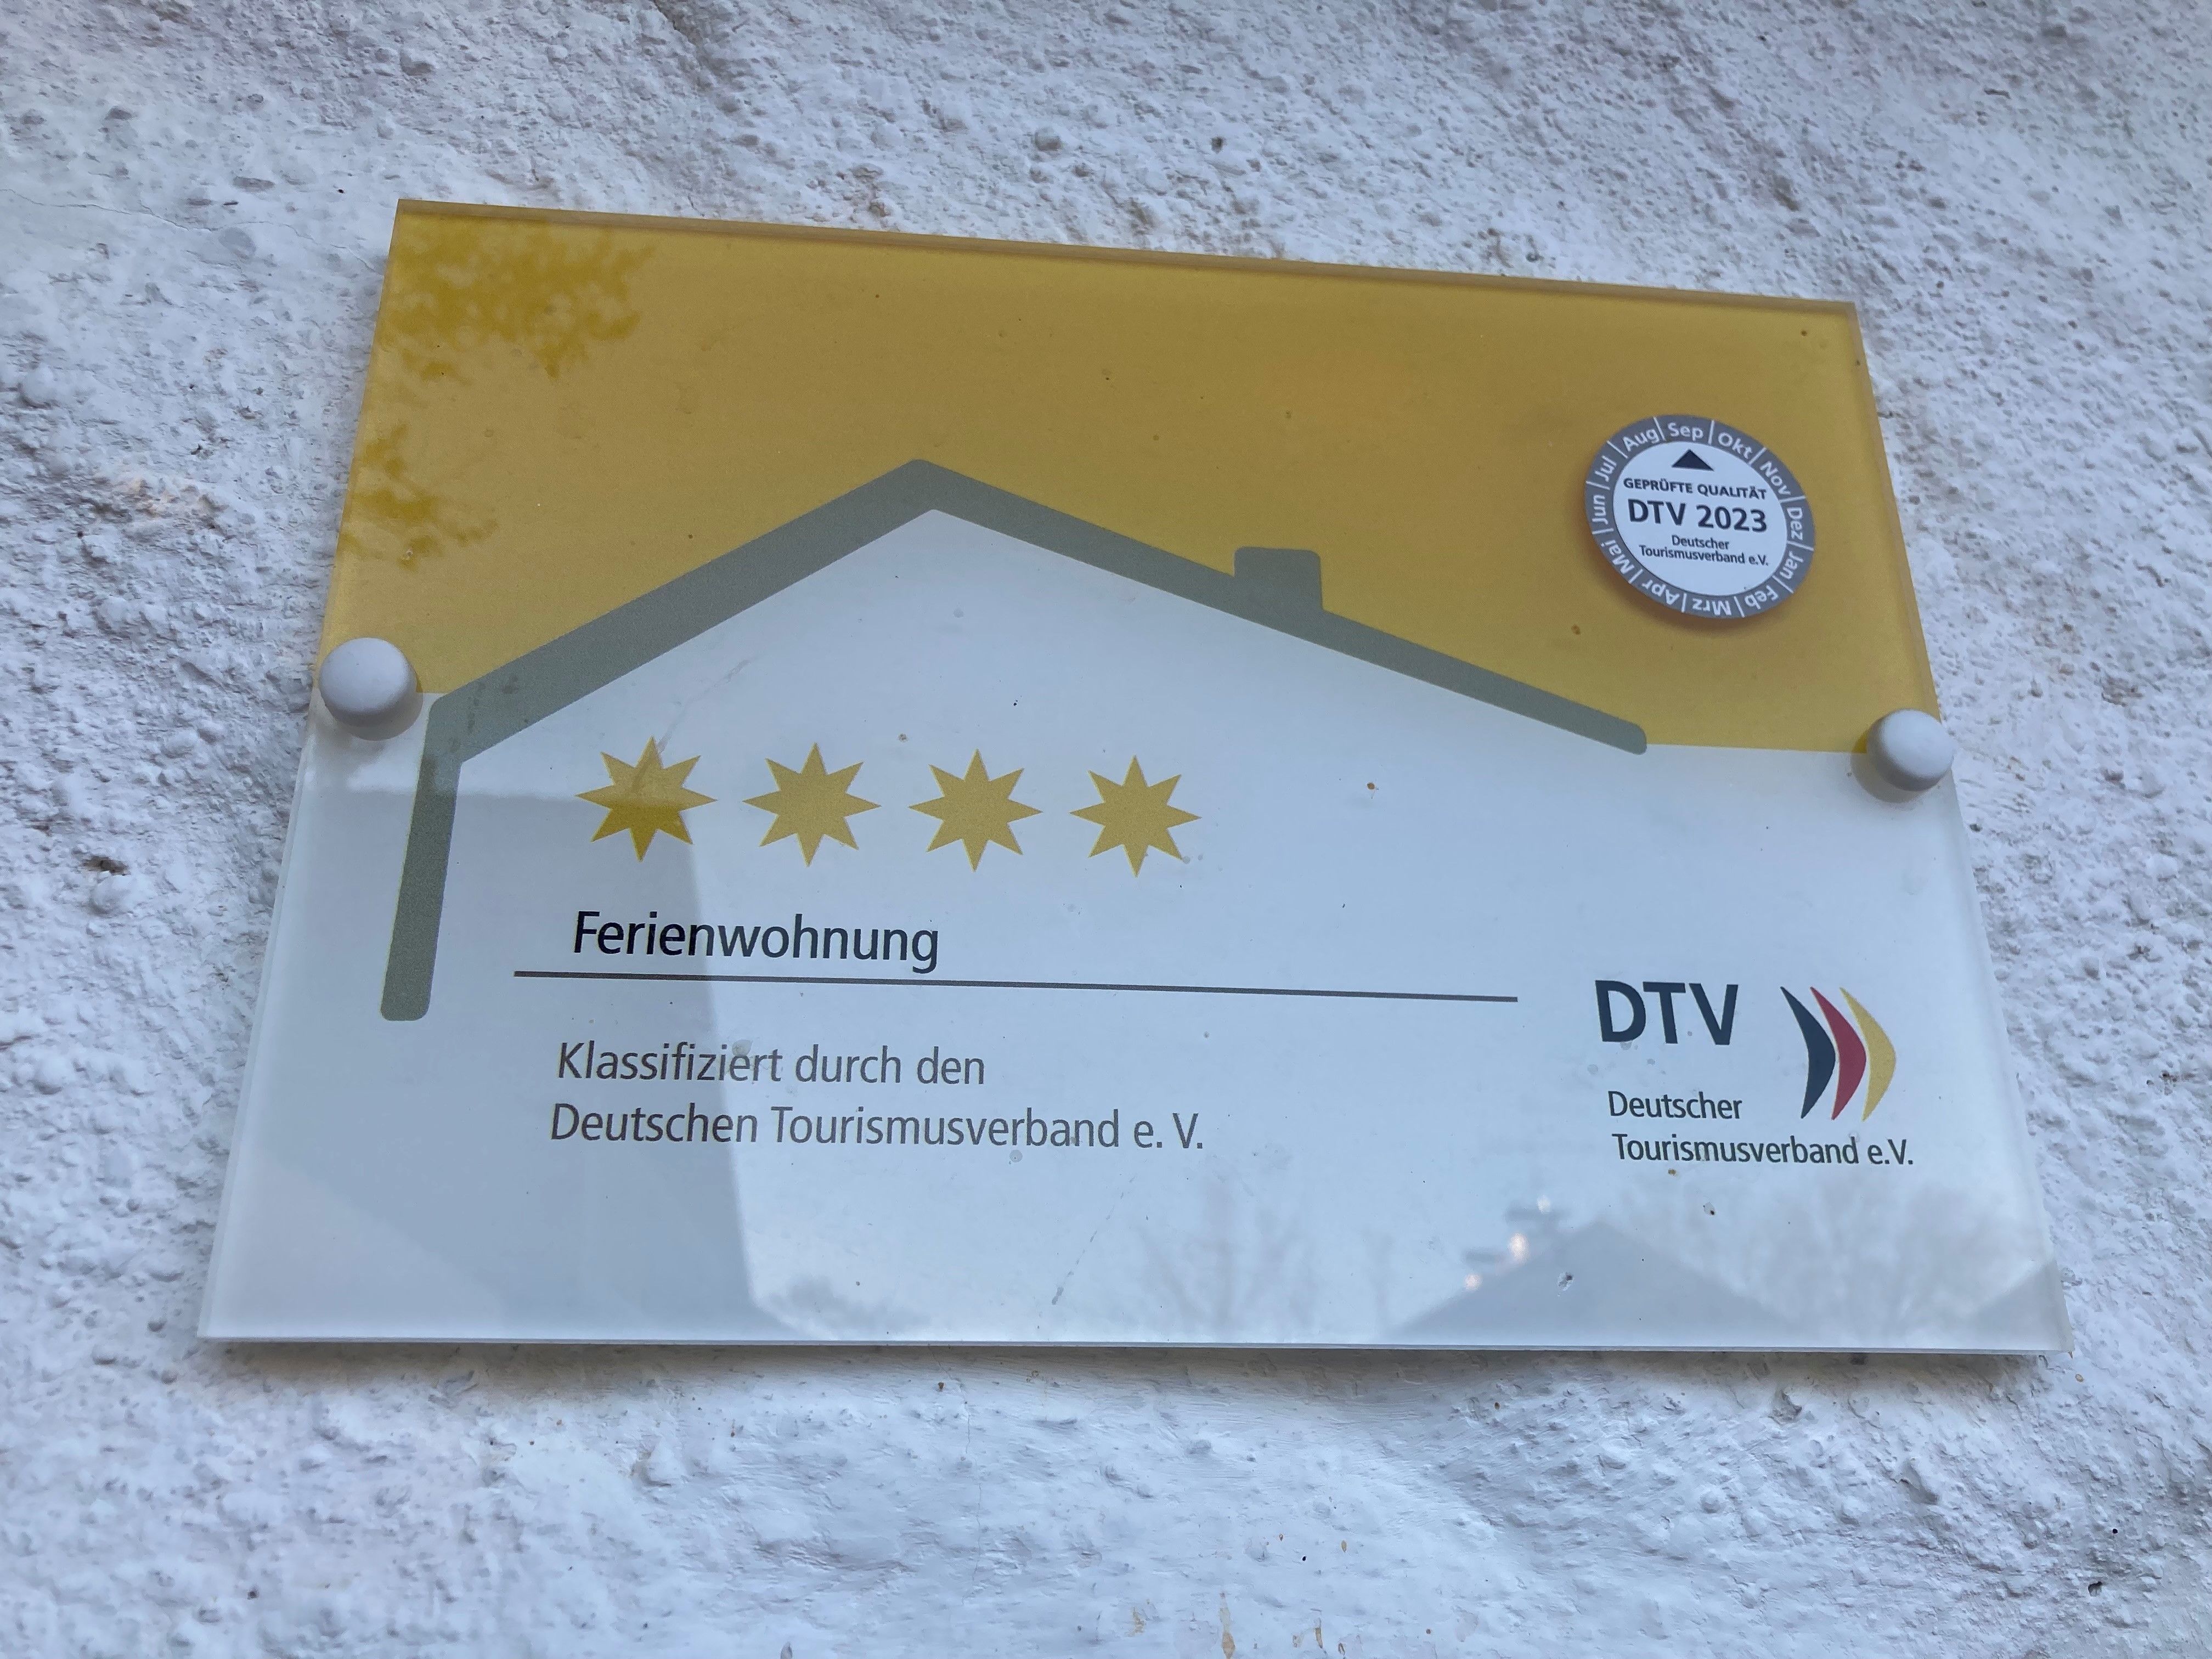 Jun | Jul | Aug | Sep | Okt | Nov | Dez | Jan | Feb | Mrz | Apr | Mai |
GEPRÜFTE QUALITÄT
DTV 2023
Deutscher
Tourismusverband e.V.
Ferienwohnung
Klassifiziert durch den
Deutschen Tourismusverband e. V.
DTV
Deutscher
Tourismusverband e.V.